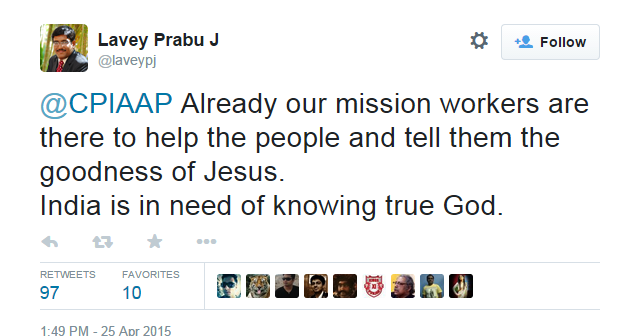 Lavey Prabu J
@laveypj
Follow
@CPIAAP Already our mission workers are
there to help the people and tell them the
goodness of Jesus.
India is in need of knowing true God.
RETWEETS FAVORITES
97 10
1:49 PM - 25 Apr 2015